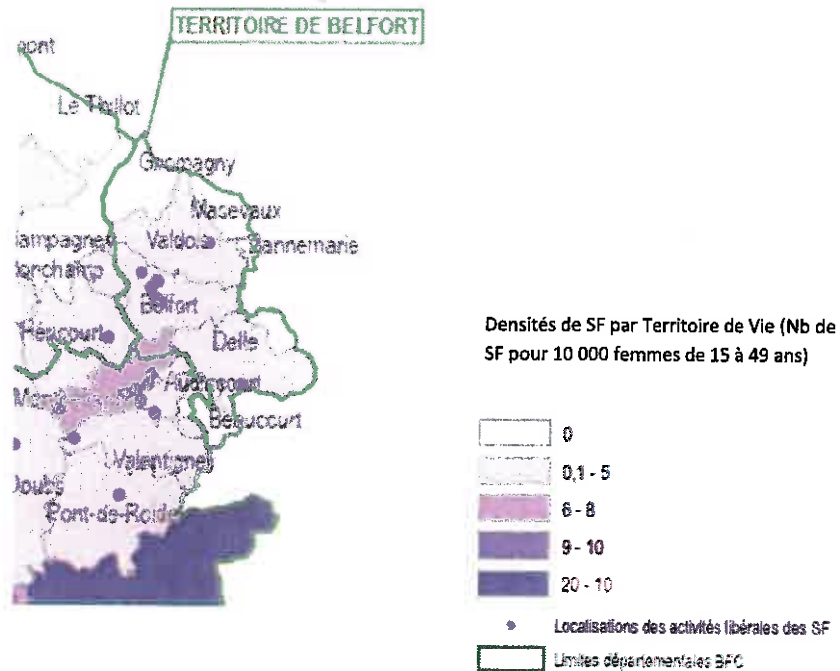 TERRITOIRE DE BELFORT
Le Thillot
Giromagny
Masevaux
Valdoie
Dannemarie
Belfort
Héricourt
Delle
Audincourt
Beaucourt
Valentigney
Doubs
Pont-de-Roide
Densités de SF par Territoire de Vie (Nb de
SF pour 10 000 femmes de 15 à 49 ans)
0
0,1 - 5
6 - 8
9 - 10
20 - 10
Localisations des activités libérales des SF
Limites départementales BFC